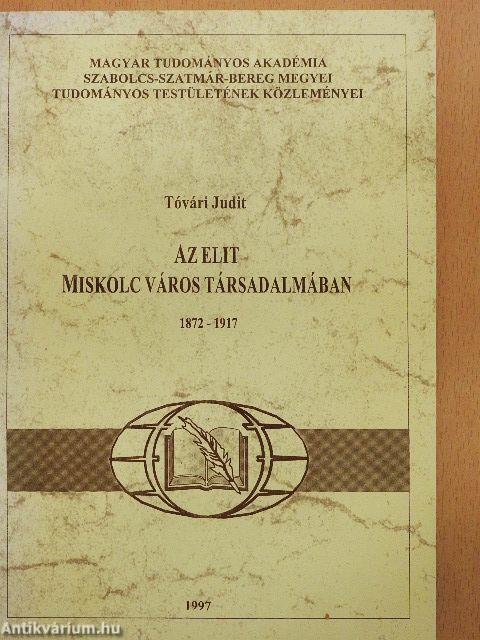 MAGYAR TUDOMÁNYOS AKADÉMIA
SZABOLCS-SZATMÁR-BEREG MEGYEI
TUDOMÁNYOS TESTÜLETÉNEK KÖZLEMÉNYEI
Tóvári Judit
AZ ELIT
MISKOLC VÁROS TÁRSADALMÁBAN
1872 - 1917
1997
Antikvárium.hu